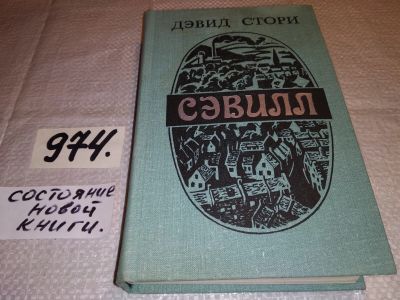 ДЭВИД СТОРИ
СЭВИЛЛ
974.
СОСТОЯНИЕ
НОВОЙ
КНИГИ.